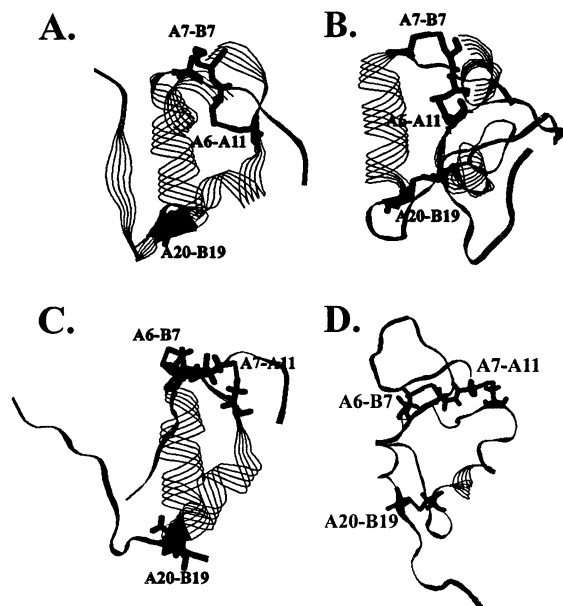 A.
A7-B7
A6-A11
A20-B19
B.
A7-B7
A6-A11
A20-B19
C.
A6-B7
A7-A11
A20-B19
D.
A7-A11
A6-B7
A20-B19